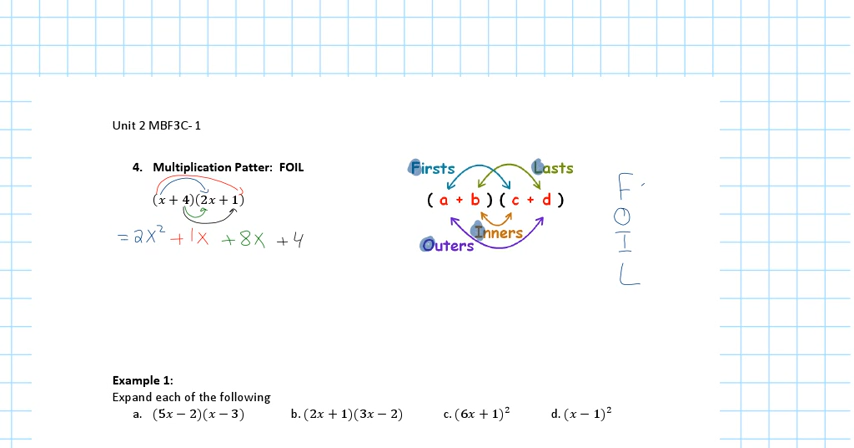 Unit 2 MBF3C- 1
4. Multiplication Patter: FOIL
(x + 4)(2x + 1)
= 2x² + 1x + 8x + 4
Firsts Lasts
( a + b ) ( c + d )
Inners
Outers
F
O
I
L
Example 1:
Expand each of the following
a. (5x − 2)(x − 3) b. (2x + 1)(3x − 2) c. (6x + 1)² d. (x − 1)²